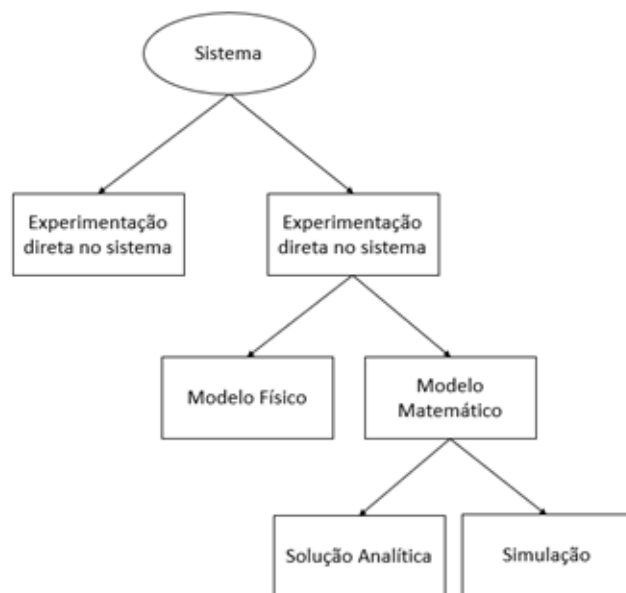 Sistema
Experimentação
direta no sistema
Experimentação
direta no sistema
Modelo Físico
Modelo
Matemático
Solução Analítica
Simulação